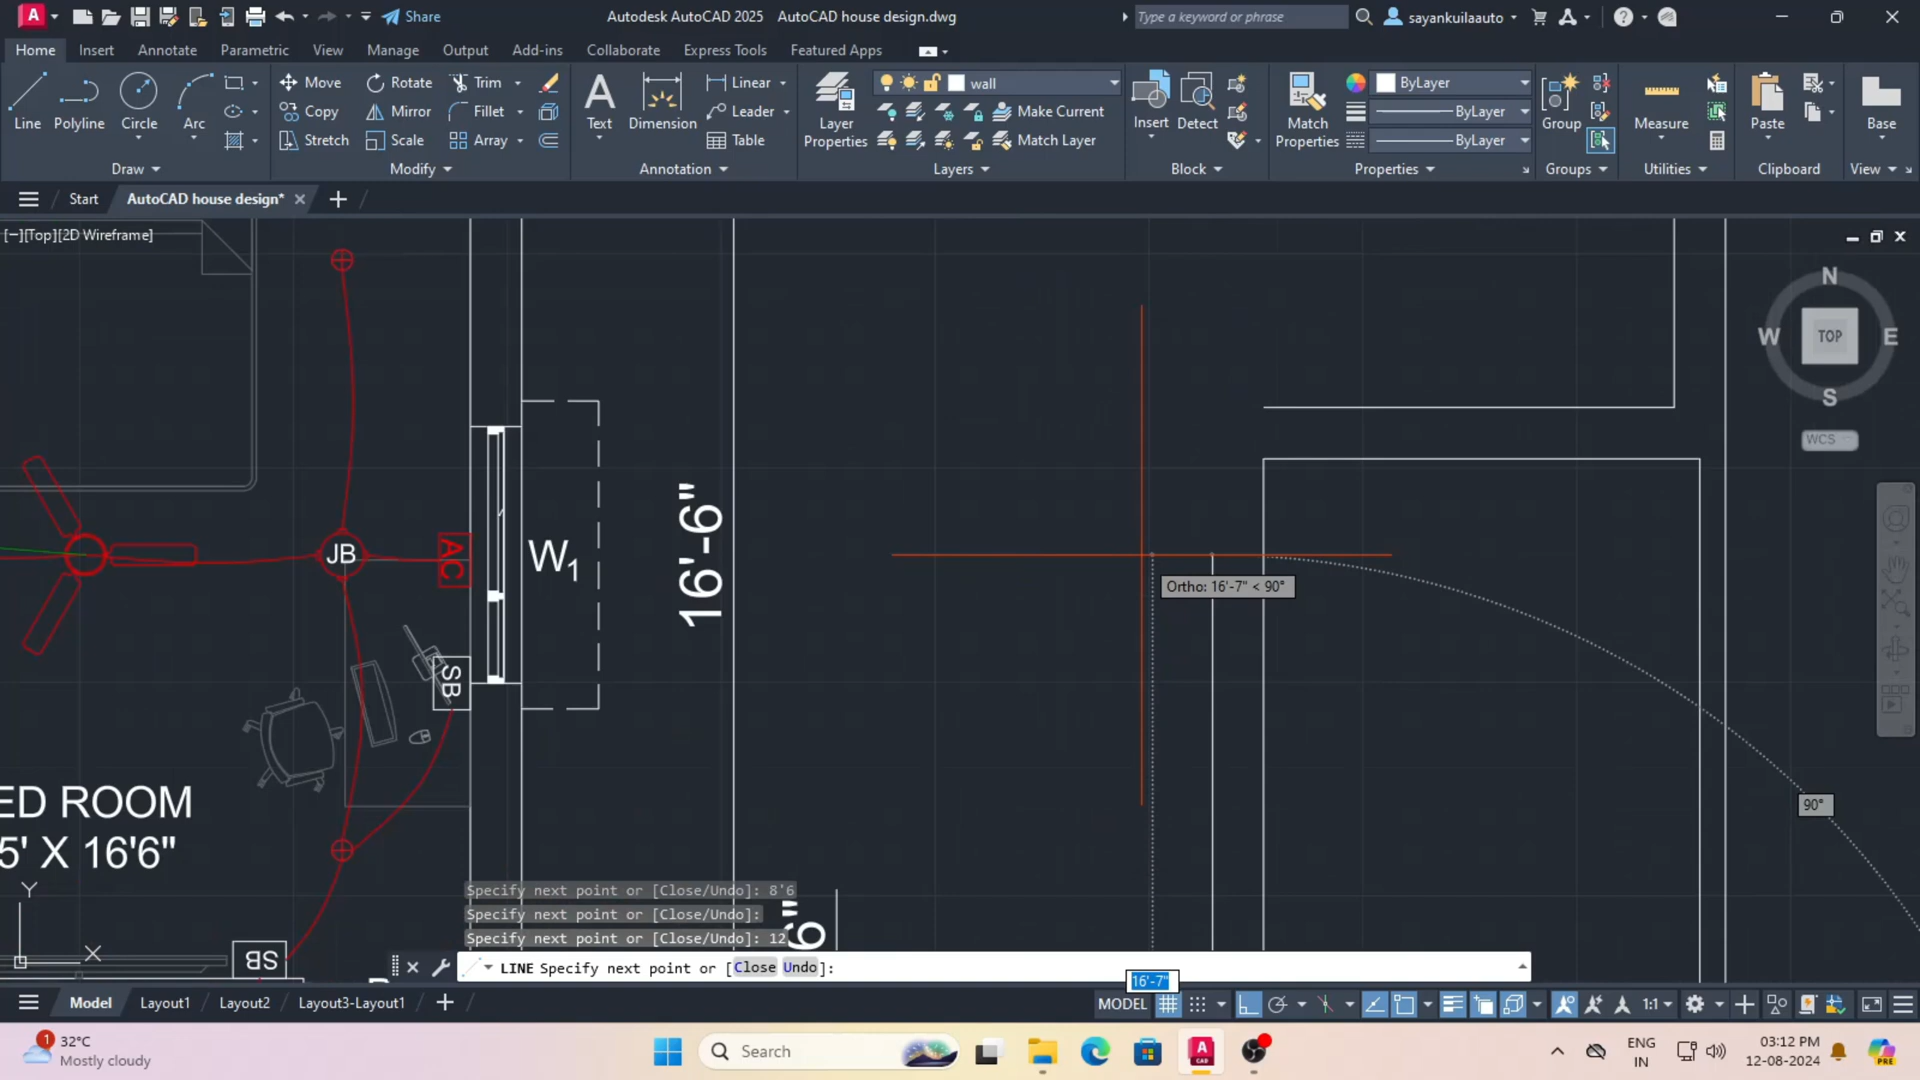 Share
Autodesk AutoCAD 2025 AutoCAD house design.dwg
Type a keyword or phrase
sayankuilaauto
Home Insert Annotate Parametric View Manage Output Add-ins Collaborate Express Tools Featured Apps
Line
Polyline
Circle
Arc
Draw
Move
Rotate
Trim
Copy
Mirror
Fillet
Stretch
Scale
Array
Modify
Text
Dimension
Linear
Leader
Table
Annotation
Layer
Properties
wall
Make Current
Match Layer
Layers
Insert
Detect
Block
Match
Properties
ByLayer
ByLayer
ByLayer
Properties
Group
Groups
Measure
Utilities
Paste
Clipboard
Base
View
Start
AutoCAD house design*
[−][Top][2D Wireframe]
N
W
TOP
E
S
WCS
JB
AC
W1
SB
16'-6"
ED ROOM
5' X 16'6"
SB
6"
Y
X
Ortho: 16'-7" < 90°
90°
Specify next point or [Close/Undo]: 8'6
Specify next point or [Close/Undo]:
Specify next point or [Close/Undo]: 12
LINE Specify next point or [Close Undo]:
16'-7"
Model
Layout1
Layout2
Layout3-Layout1
MODEL
1:1
1
32°C
Mostly cloudy
Search
A
CAD
ENG
IN
03:12 PM
12-08-2024
PRE